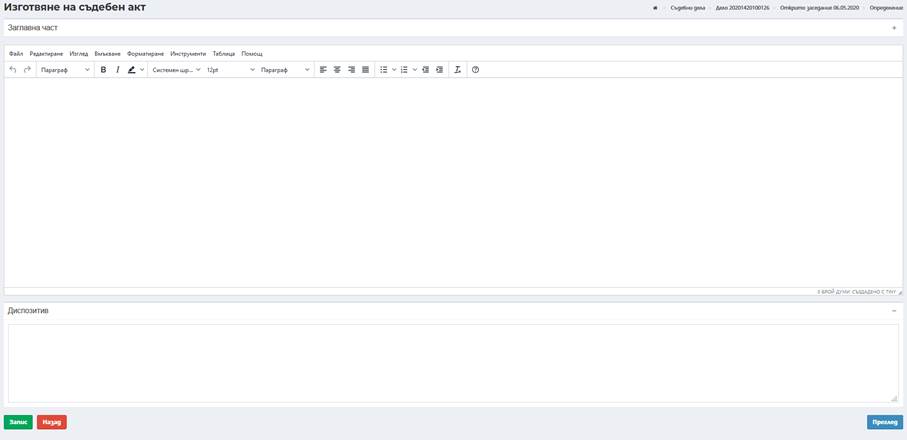 Изготвяне на съдебен акт
Съдебни дела Дело 20201420100126 Открито заседание 06.05.2020 Определение
Заглавна част
Файл Редактиране Изглед Вмъкване Форматиране Инструменти Таблица Помощ
Параграф B I Системен шр... 12pt Параграф
0 БРОЙ ДУМИ СЪЗДАДЕНО С TINY
Диспозитив
Запис Назад Преглед